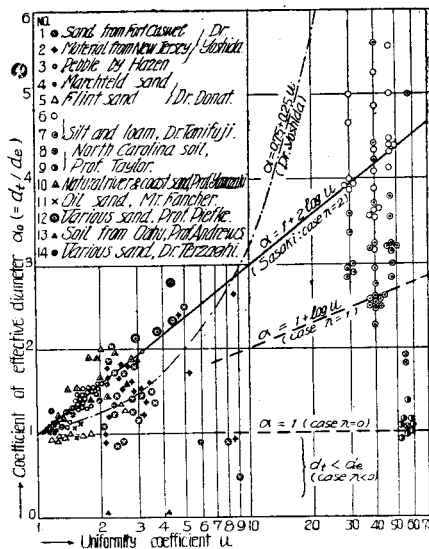 NO.
1 Sand from Fort Caswel
2 Material from New Jersey
Dr. Yoshida
3 Pebble by Hazen
4 Marchfeld sand
5 Flint sand
Dr. Donat.
6
7 Silt and loam, Dr. Tanifuji.
8 North Carolina soil,
9 Prof. Taylor.
10 Natural river & coast sand, Prof.
11 Oil sand, Mr. Kancher.
12 Various sand, Prof. Piefke.
13 Soil from Oahu, Prof. Andrews
14 Various sand, Dr. Terzaghi.
α = 0.75 + 0.25 u
(Dr. Yoshida)
α = 1 + 2 log u
(Sasaki: case n=2)
α = 1 + log u
(case n=1)
α = 1 (case n=0)
dt < de
(case n<0)
Coefficient of effective diameter α0 (= dt / de)
6
5
4
3
2
1
0
1 2 3 4 5 6 7 8 9 10 20 30 40 50 60
Uniformity coefficient u